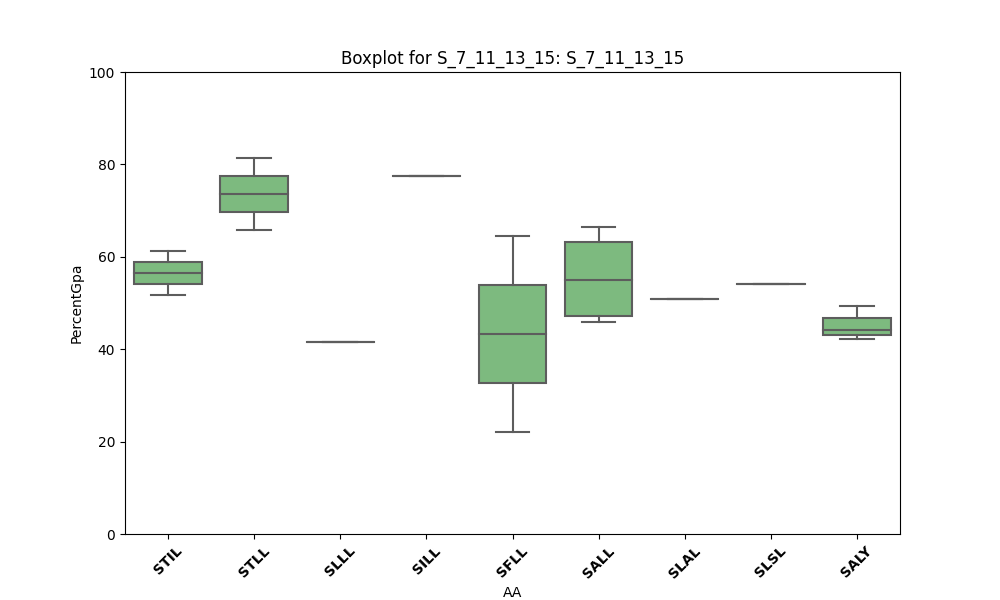 Boxplot for S_7_11_13_15: S_7_11_13_15
100
80
60
40
20
0
PercentGpa
STIL
STLL
SLLL
SILL
SFLL
SALL
SLAL
SLSL
SALY
AA